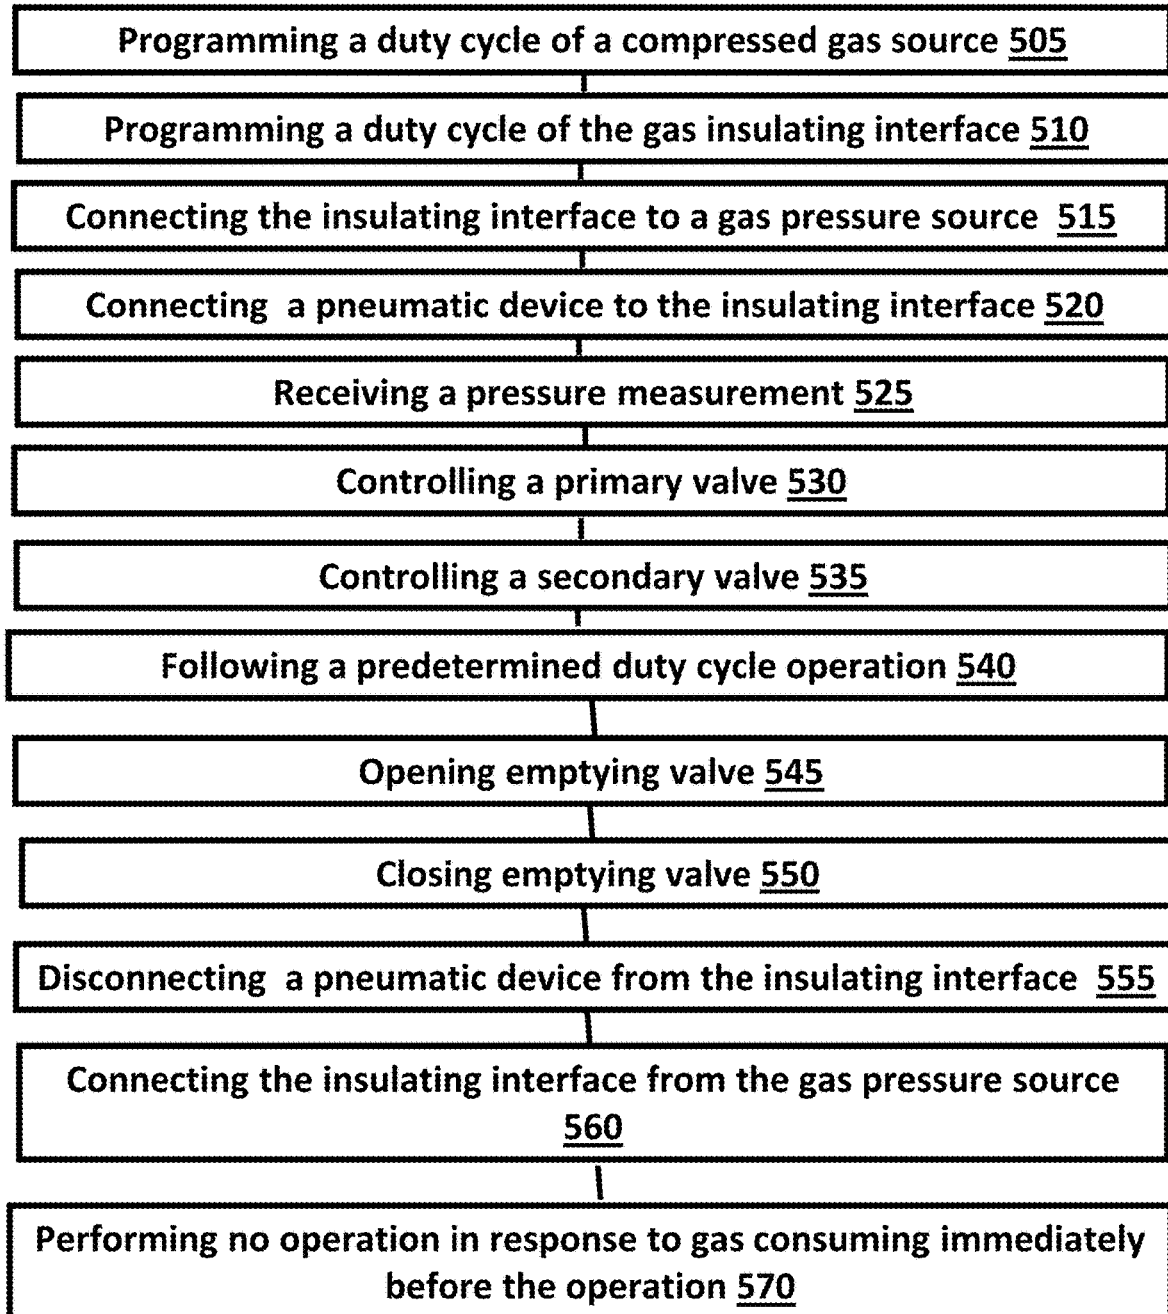 Programming a duty cycle of a compressed gas source 505
Programming a duty cycle of the gas insulating interface 510
Connecting the insulating interface to a gas pressure source 515
Connecting a pneumatic device to the insulating interface 520
Receiving a pressure measurement 525
Controlling a primary valve 530
Controlling a secondary valve 535
Following a predetermined duty cycle operation 540
Opening emptying valve 545
Closing emptying valve 550
Disconnecting a pneumatic device from the insulating interface 555
Connecting the insulating interface from the gas pressure source
560
Performing no operation in response to gas consuming immediately
before the operation 570